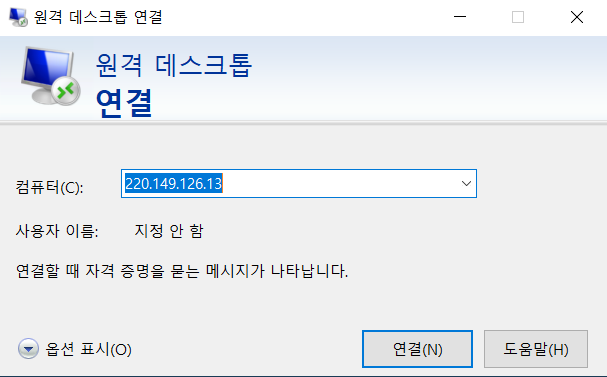 원격 데스크톱 연결
원격 데스크톱
연결
컴퓨터(C): 220.149.126.13
사용자 이름: 지정 안 함
연결할 때 자격 증명을 묻는 메시지가 나타납니다.
옵션 표시(O) 연결(N) 도움말(H)